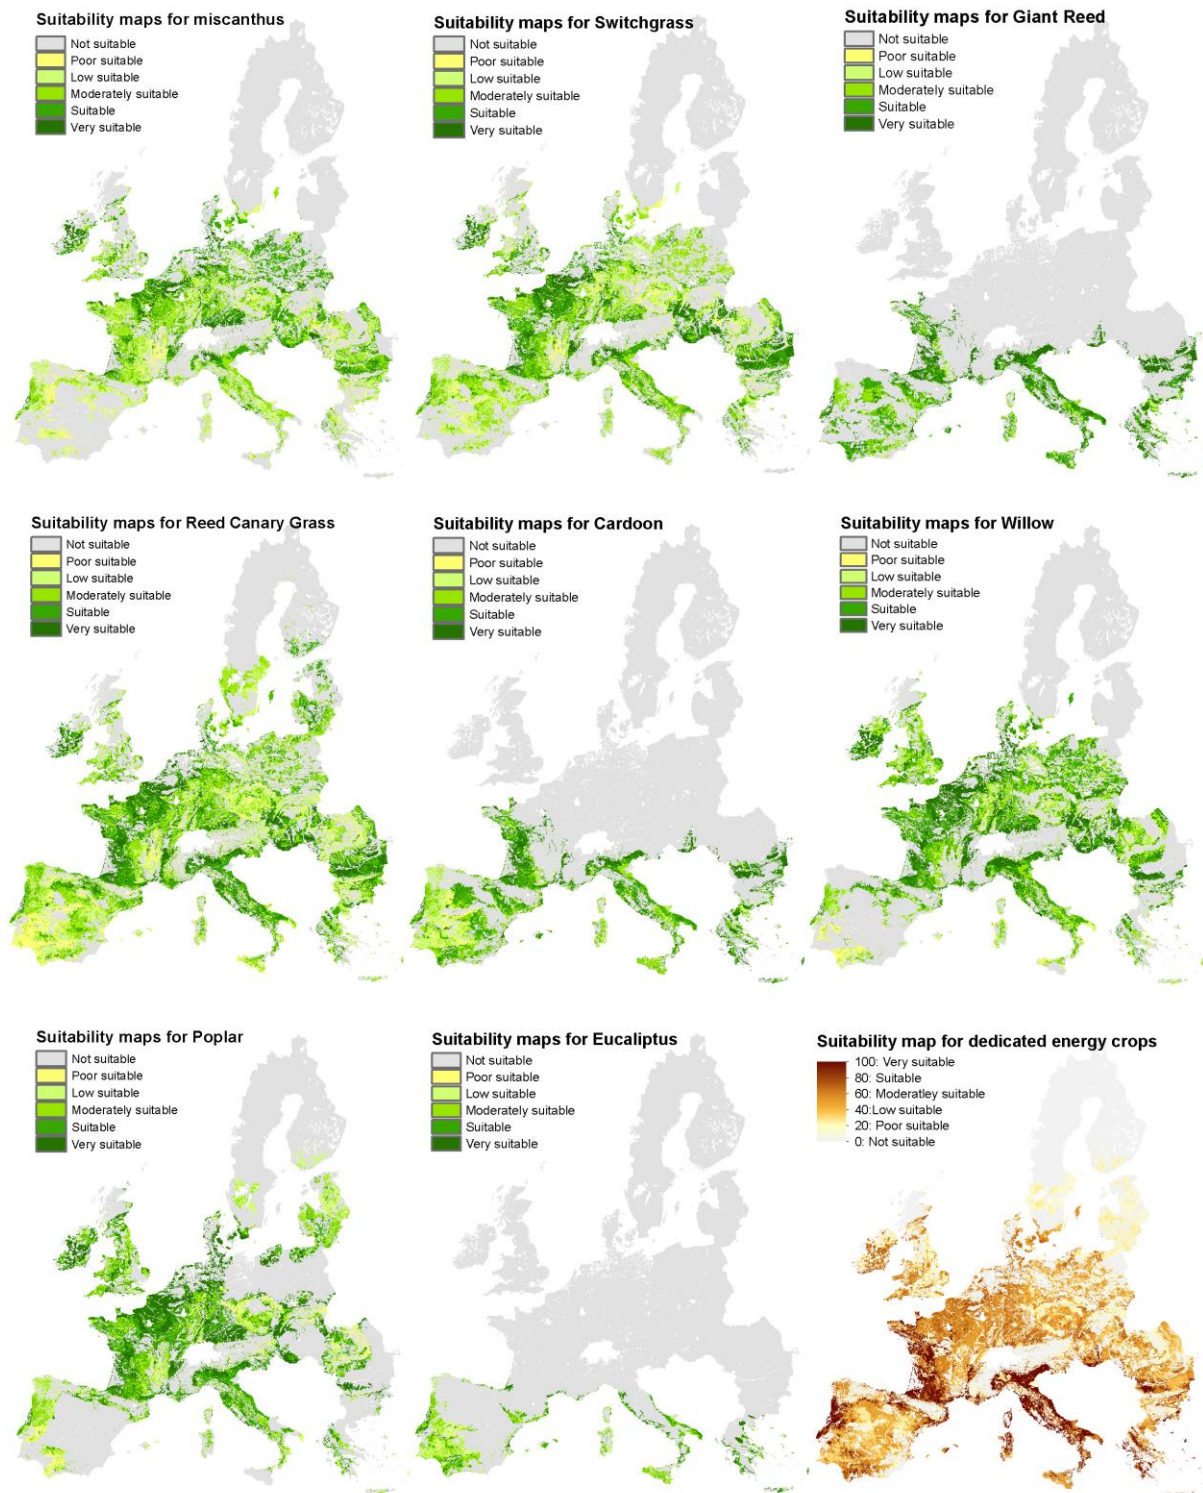 Suitability maps for miscanthus
Not suitable
Poor suitable
Low suitable
Moderately suitable
Suitable
Very suitable
Suitability maps for Switchgrass
Not suitable
Poor suitable
Low suitable
Moderately suitable
Suitable
Very suitable
Suitability maps for Giant Reed
Not suitable
Poor suitable
Low suitable
Moderately suitable
Suitable
Very suitable
Suitability maps for Reed Canary Grass
Not suitable
Poor suitable
Low suitable
Moderately suitable
Suitable
Very suitable
Suitability maps for Cardoon
Not suitable
Poor suitable
Low suitable
Moderately suitable
Suitable
Very suitable
Suitability maps for Willow
Not suitable
Poor suitable
Low suitable
Moderately suitable
Suitable
Very suitable
Suitability maps for Poplar
Not suitable
Poor suitable
Low suitable
Moderately suitable
Suitable
Very suitable
Suitability maps for Eucaliptus
Not suitable
Poor suitable
Low suitable
Moderately suitable
Suitable
Very suitable
Suitability map for dedicated energy crops
100: Very suitable
80: Suitable
60: Moderatley suitable
40:Low suitable
20: Poor suitable
0: Not suitable